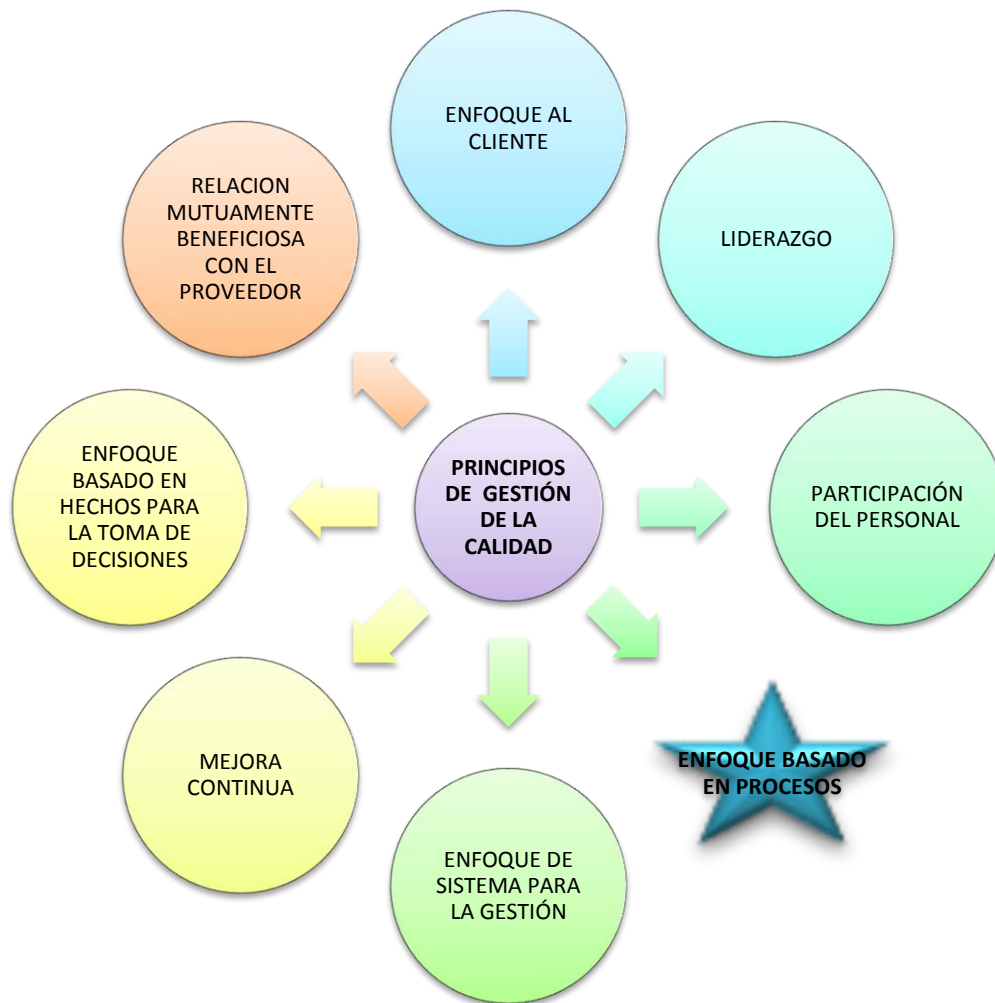 ENFOQUE AL
CLIENTE
LIDERAZGO
PARTICIPACIÓN
DEL PERSONAL
ENFOQUE BASADO
EN PROCESOS
ENFOQUE DE
SISTEMA PARA
LA GESTIÓN
MEJORA
CONTINUA
ENFOQUE
BASADO EN
HECHOS PARA
LA TOMA DE
DECISIONES
RELACION
MUTUAMENTE
BENEFICIOSA
CON EL
PROVEEDOR
PRINCIPIOS
DE GESTIÓN
DE LA
CALIDAD